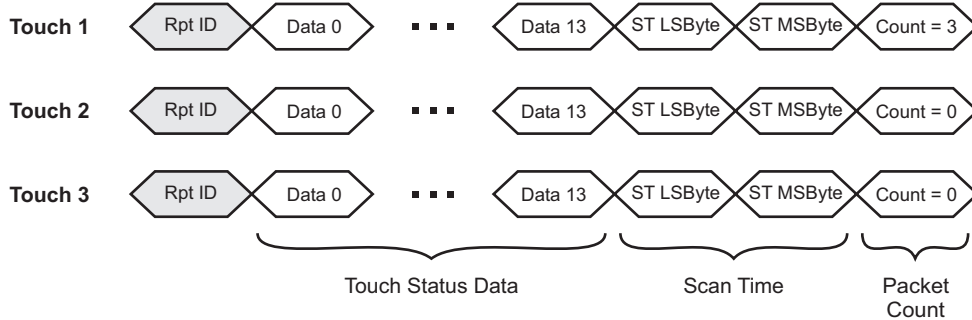 Touch 1 Rpt ID Data 0 Data 13 ST LSByte ST MSByte Count = 3
Touch 2 Rpt ID Data 0 Data 13 ST LSByte ST MSByte Count = 0
Touch 3 Rpt ID Data 0 Data 13 ST LSByte ST MSByte Count = 0
Touch Status Data Scan Time Packet
Count